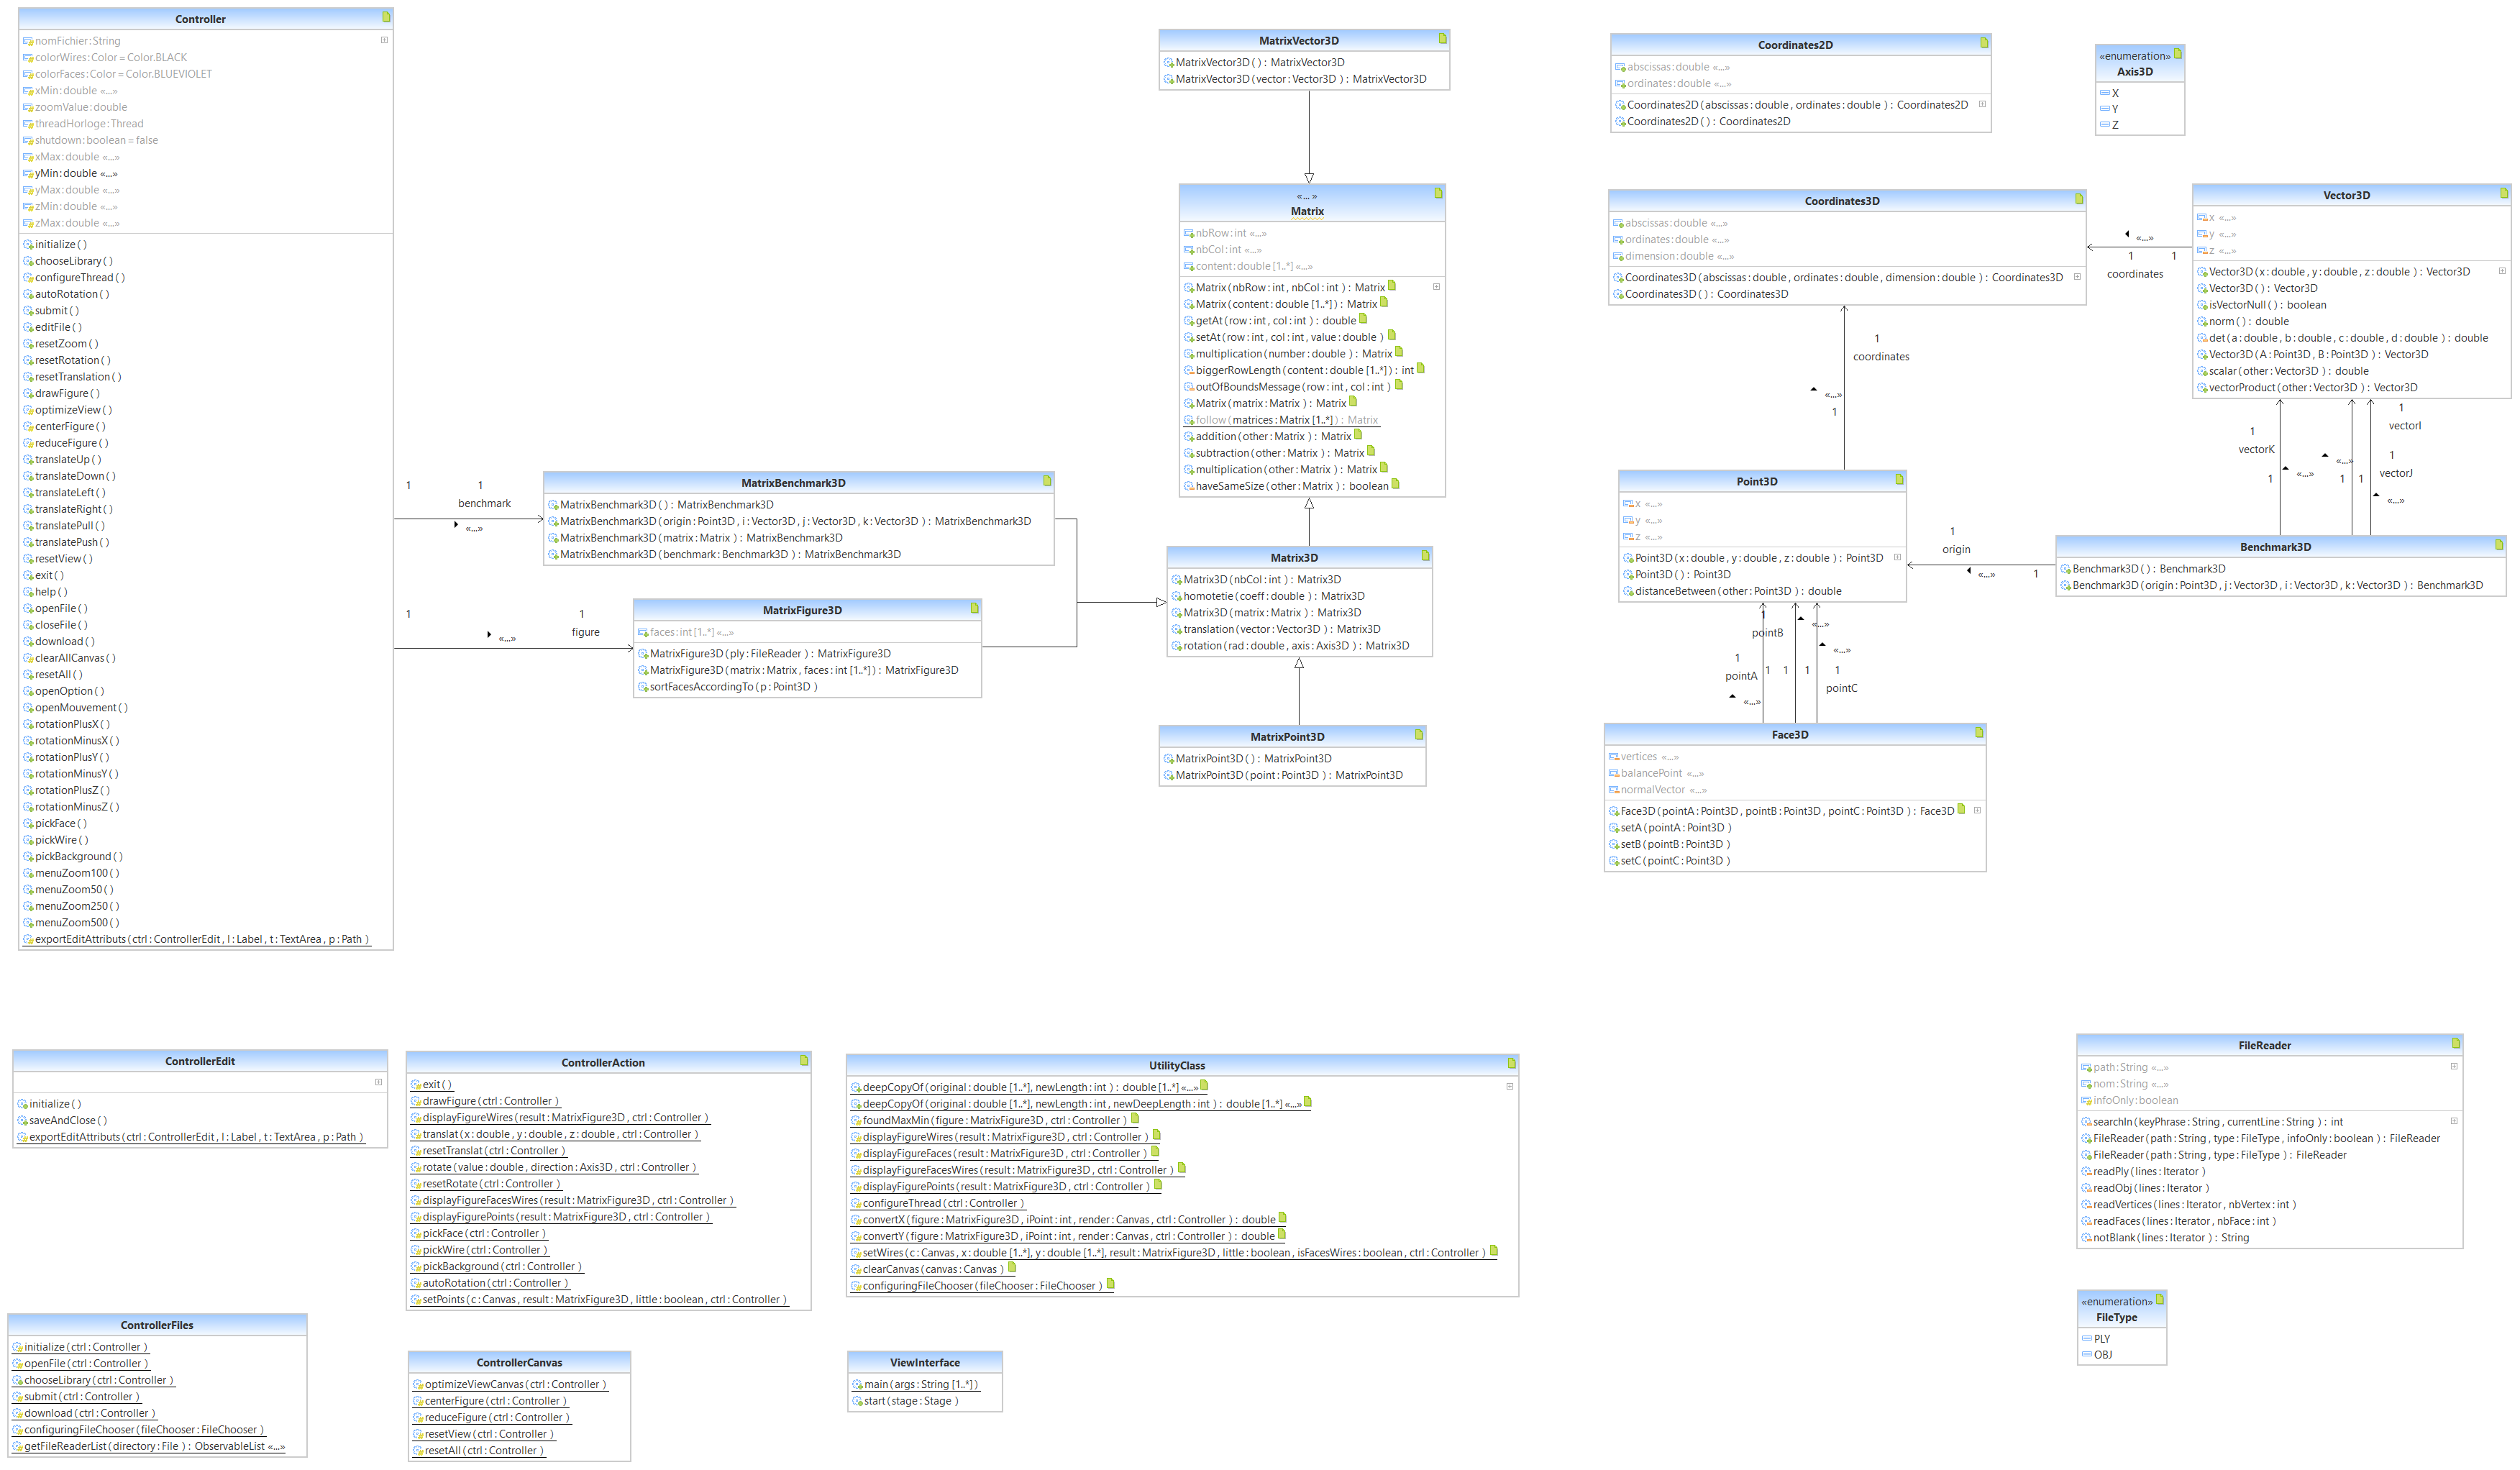 Controller
nomFichier:String
colorWires:Color = Color.BLACK
colorFaces:Color = Color.BLUEVIOLET
xMin:double «...»
zoomValue:double
threadHorloge:Thread
shutdown:boolean = false
xMax:double «...»
yMin:double «...»
yMax:double «...»
zMin:double «...»
zMax:double «...»
initialize ( )
chooseLibrary ( )
configureThread ( )
autoRotation ( )
submit ( )
editFile ( )
resetZoom ( )
resetRotation ( )
resetTranslation ( )
drawFigure ( )
optimizeView ( )
centerFigure ( )
reduceFigure ( )
translateUp ( )
translateDown ( )
translateLeft ( )
translateRight ( )
translatePull ( )
translatePush ( )
resetView ( )
exit ( )
help ( )
openFile ( )
closeFile ( )
download ( )
clearAllCanvas ( )
resetAll ( )
openOption ( )
openMouvement ( )
rotationPlusX ( )
rotationMinusX ( )
rotationPlusY ( )
rotationMinusY ( )
rotationPlusZ ( )
rotationMinusZ ( )
pickFace ( )
pickWire ( )
pickBackground ( )
menuZoom100 ( )
menuZoom50 ( )
menuZoom250 ( )
menuZoom500 ( )
exportEditAttributs (ctrl : ControllerEdit , l : Label , t : TextArea , p : Path )
1
1
benchmark
«...»
1
1
figure
«...»
MatrixBenchmark3D
MatrixBenchmark3D ( ) : MatrixBenchmark3D
MatrixBenchmark3D (origin : Point3D , i : Vector3D , j : Vector3D , k : Vector3D ) : MatrixBenchmark3D
MatrixBenchmark3D (matrix : Matrix ) : MatrixBenchmark3D
MatrixBenchmark3D (benchmark : Benchmark3D ) : MatrixBenchmark3D
MatrixFigure3D
faces:int [1..*] «...»
MatrixFigure3D (ply : FileReader ) : MatrixFigure3D
MatrixFigure3D (matrix : Matrix , faces : int [1..*] ) : MatrixFigure3D
sortFacesAccordingTo (p : Point3D )
MatrixVector3D
MatrixVector3D ( ) : MatrixVector3D
MatrixVector3D (vector : Vector3D ) : MatrixVector3D
«... »
Matrix
nbRow:int «...»
nbCol:int «...»
content:double [1..*] «...»
Matrix (nbRow : int , nbCol : int ) : Matrix
Matrix (content : double [1..*] ) : Matrix
getAt (row : int , col : int ) : double
setAt (row : int , col : int , value : double )
multiplication (number : double ) : Matrix
biggerRowLength (content : double [1..*] ) : int
outOfBoundsMessage (row : int , col : int )
Matrix (matrix : Matrix ) : Matrix
follow (matrices : Matrix [1..*] ) : Matrix
addition (other : Matrix ) : Matrix
subtraction (other : Matrix ) : Matrix
multiplication (other : Matrix ) : Matrix
haveSameSize (other : Matrix ) : boolean
Matrix3D
Matrix3D (nbCol : int ) : Matrix3D
homotetie (coeff : double ) : Matrix3D
Matrix3D (matrix : Matrix ) : Matrix3D
translation (vector : Vector3D ) : Matrix3D
rotation (rad : double , axis : Axis3D ) : Matrix3D
MatrixPoint3D
MatrixPoint3D ( ) : MatrixPoint3D
MatrixPoint3D (point : Point3D ) : MatrixPoint3D
Coordinates2D
abscissas:double «...»
ordinates:double «...»
Coordinates2D (abscissas : double , ordinates : double ) : Coordinates2D
Coordinates2D ( ) : Coordinates2D
«enumeration»
Axis3D
X
Y
Z
Coordinates3D
abscissas:double «...»
ordinates:double «...»
dimension:double «...»
Coordinates3D (abscissas : double , ordinates : double , dimension : double ) : Coordinates3D
Coordinates3D ( ) : Coordinates3D
«...»
1
1
coordinates
Vector3D
x «...»
y «...»
z «...»
Vector3D (x : double , y : double , z : double ) : Vector3D
Vector3D ( ) : Vector3D
isVectorNull ( ) : boolean
norm ( ) : double
det (a : double , b : double , c : double , d : double ) : double
Vector3D (A : Point3D , B : Point3D ) : Vector3D
scalar (other : Vector3D ) : double
vectorProduct (other : Vector3D ) : Vector3D
1
coordinates
«...»
1
1
vectorI
1
vectorK
«...»
1
«...»
1
1
1
vectorJ
«...»
Point3D
x «...»
y «...»
z «...»
Point3D (x : double , y : double , z : double ) : Point3D
Point3D ( ) : Point3D
distanceBetween (other : Point3D ) : double
1
origin
«...»
1
Benchmark3D
Benchmark3D ( ) : Benchmark3D
Benchmark3D (origin : Point3D , j : Vector3D , i : Vector3D , k : Vector3D ) : Benchmark3D
1
pointB
«...»
«...»
1
pointA
1
1
1
1
pointC
«...»
Face3D
vertices «...»
balancePoint «...»
normalVector «...»
Face3D (pointA : Point3D , pointB : Point3D , pointC : Point3D ) : Face3D
setA (pointA : Point3D )
setB (pointB : Point3D )
setC (pointC : Point3D )
ControllerEdit
initialize ( )
saveAndClose ( )
exportEditAttributs (ctrl : ControllerEdit , l : Label , t : TextArea , p : Path )
ControllerAction
exit ( )
drawFigure (ctrl : Controller )
displayFigureWires (result : MatrixFigure3D , ctrl : Controller )
translat (x : double , y : double , z : double , ctrl : Controller )
resetTranslat (ctrl : Controller )
rotate (value : double , direction : Axis3D , ctrl : Controller )
resetRotate (ctrl : Controller )
displayFigureFacesWires (result : MatrixFigure3D , ctrl : Controller )
displayFigurePoints (result : MatrixFigure3D , ctrl : Controller )
pickFace (ctrl : Controller )
pickWire (ctrl : Controller )
pickBackground (ctrl : Controller )
autoRotation (ctrl : Controller )
setPoints (c : Canvas , result : MatrixFigure3D , little : boolean , ctrl : Controller )
UtilityClass
deepCopyOf (original : double [1..*] , newLength : int ) : double [1..*] «...»
deepCopyOf (original : double [1..*] , newLength : int , newDeepLength : int ) : double [1..*] «...»
foundMaxMin (figure : MatrixFigure3D , ctrl : Controller )
displayFigureWires (result : MatrixFigure3D , ctrl : Controller )
displayFigureFaces (result : MatrixFigure3D , ctrl : Controller )
displayFigureFacesWires (result : MatrixFigure3D , ctrl : Controller )
displayFigurePoints (result : MatrixFigure3D , ctrl : Controller )
configureThread (ctrl : Controller )
convertX (figure : MatrixFigure3D , iPoint : int , render : Canvas , ctrl : Controller ) : double
convertY (figure : MatrixFigure3D , iPoint : int , render : Canvas , ctrl : Controller ) : double
setWires (c : Canvas , x : double [1..*] , y : double [1..*] , result : MatrixFigure3D , little : boolean , isFacesWires : boolean , ctrl : Controller )
clearCanvas (canvas : Canvas )
configuringFileChooser (fileChooser : FileChooser )
FileReader
path:String «...»
nom:String «...»
infoOnly:boolean
searchIn (keyPhrase : String , currentLine : String ) : int
FileReader (path : String , type : FileType , infoOnly : boolean ) : FileReader
FileReader (path : String , type : FileType ) : FileReader
readPly (lines : Iterator )
readObj (lines : Iterator )
readVertices (lines : Iterator , nbVertex : int )
readFaces (lines : Iterator , nbFace : int )
notBlank (lines : Iterator ) : String
«enumeration»
FileType
PLY
OBJ
ControllerFiles
initialize (ctrl : Controller )
openFile (ctrl : Controller )
chooseLibrary (ctrl : Controller )
submit (ctrl : Controller )
download (ctrl : Controller )
configuringFileChooser (fileChooser : FileChooser )
getFileReaderList (directory : File ) : ObservableList «...»
ControllerCanvas
optimizeViewCanvas (ctrl : Controller )
centerFigure (ctrl : Controller )
reduceFigure (ctrl : Controller )
resetView (ctrl : Controller )
resetAll (ctrl : Controller )
ViewInterface
main (args : String [1..*] )
start (stage : Stage )